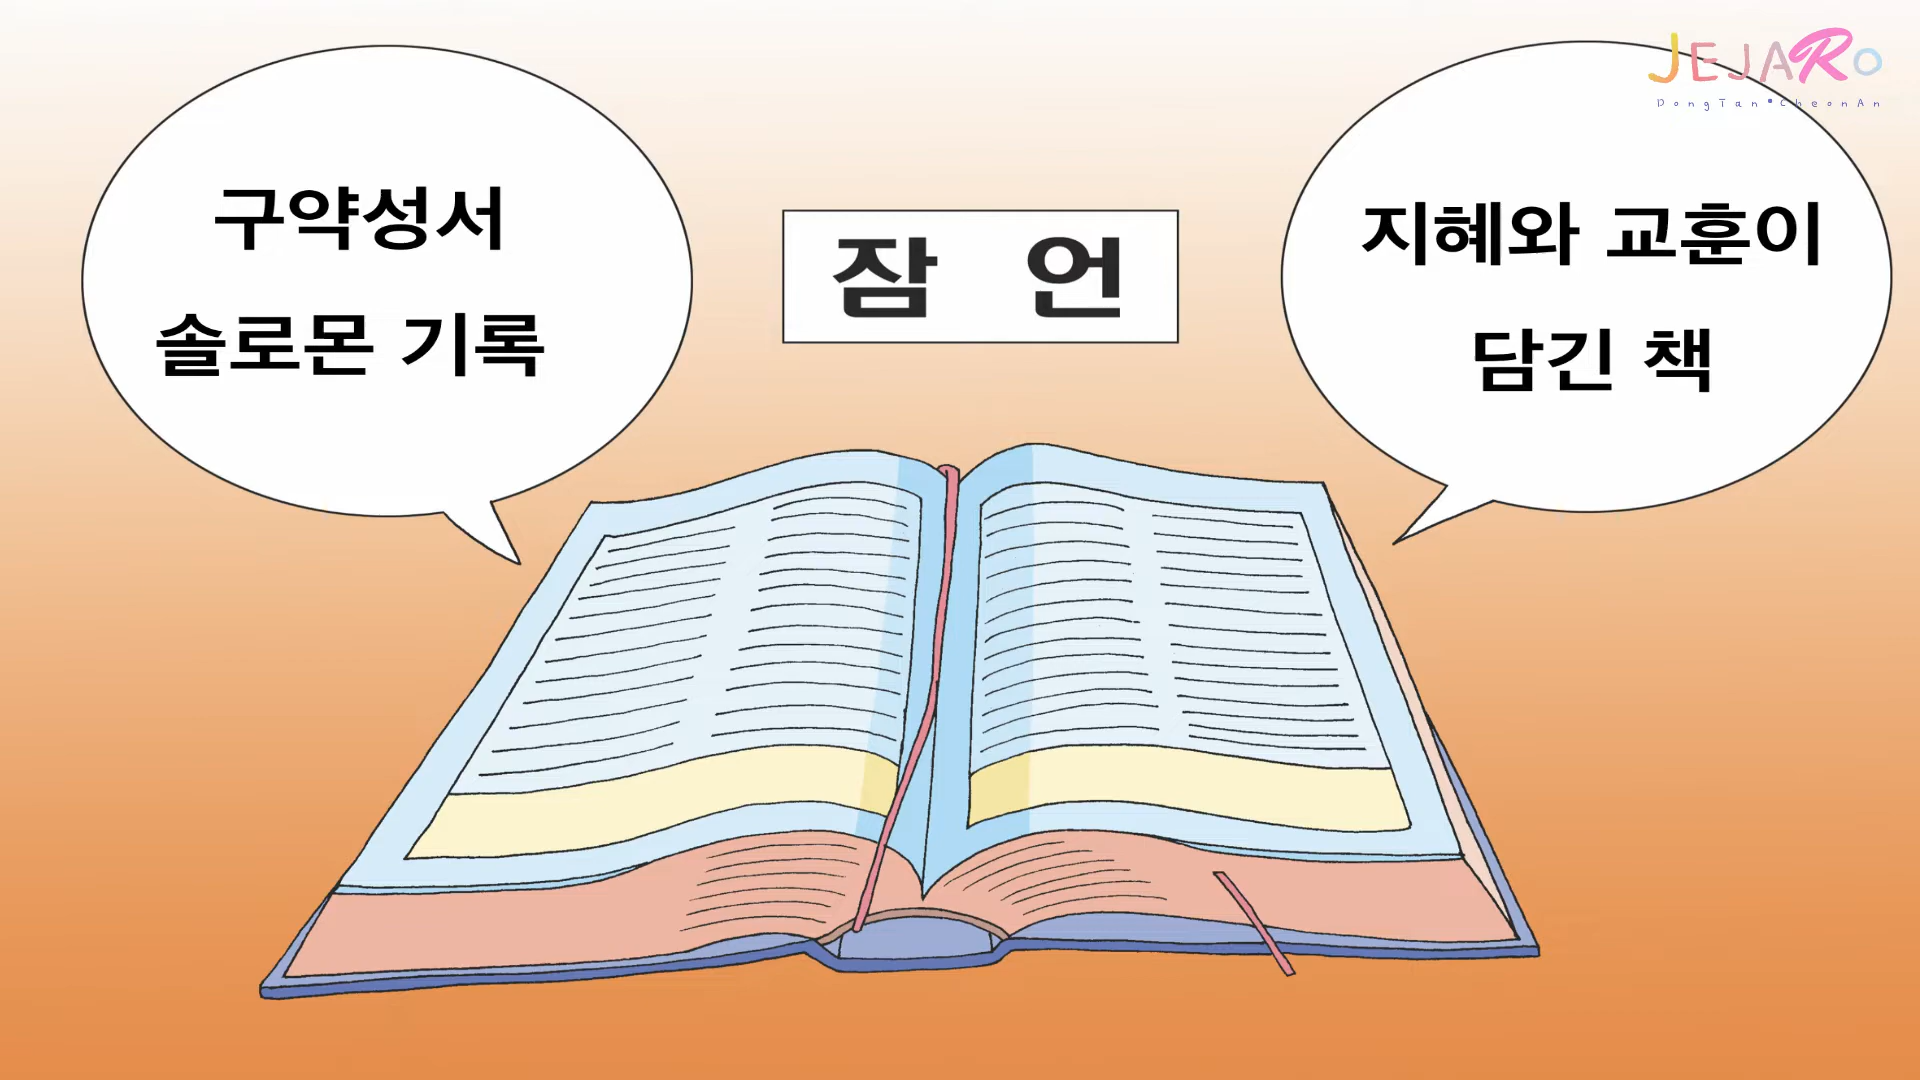 구약성서
솔로몬 기록
잠 언
지혜와 교훈이
담긴 책
JEJARo
DongTan•CheonAn